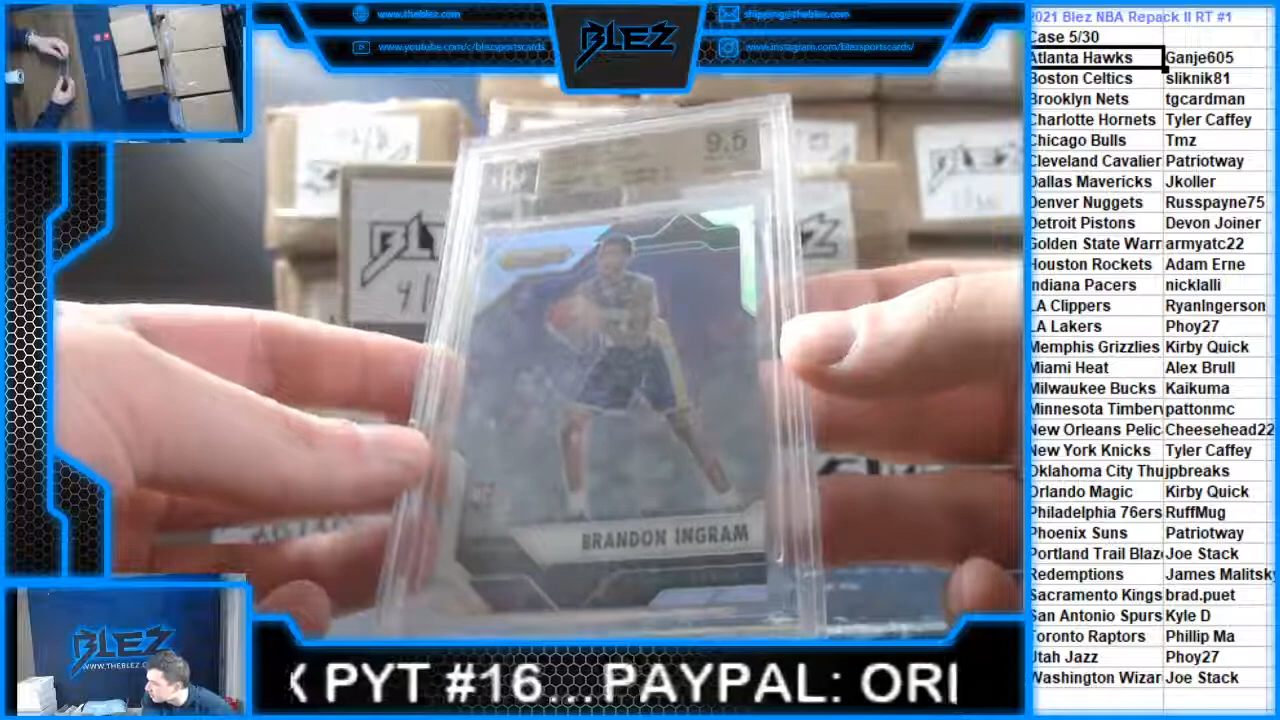 www.theblez.com
shipping@theblez.com
www.youtube.com/c/blezsportscards
www.instagram.com/blezsportscards/
BLEZ
2021 Blez NBA Repack II RT #1
Case 5/30
Atlanta Hawks Ganje605
Boston Celtics sliknik81
Brooklyn Nets tgcardman
Charlotte Hornets Tyler Caffey
Chicago Bulls Tmz
Cleveland Cavalier Patriotway
Dallas Mavericks Jkoller
Denver Nuggets Russpayne75
Detroit Pistons Devon Joiner
Golden State Warr armyatc22
Houston Rockets Adam Erne
Indiana Pacers nicklalli
LA Clippers RyanIngerson
LA Lakers Phoy27
Memphis Grizzlies Kirby Quick
Miami Heat Alex Brull
Milwaukee Bucks Kaikuma
Minnesota Timberv pattonmc
New Orleans Pelic Cheesehead22
New York Knicks Tyler Caffey
Oklahoma City Thu jpbreaks
Orlando Magic Kirby Quick
Philadelphia 76ers RuffMug
Phoenix Suns Patriotway
Portland Trail Blaz Joe Stack
Redemptions James Malitsky
Sacramento Kings brad.puet
San Antonio Spurs Kyle D
Toronto Raptors Phillip Ma
Utah Jazz Phoy27
Washington Wizar Joe Stack
9.5
BRANDON INGRAM
BLEZ
WWW.THEBLEZ.COM
X PYT #16...PAYPAL: ORI